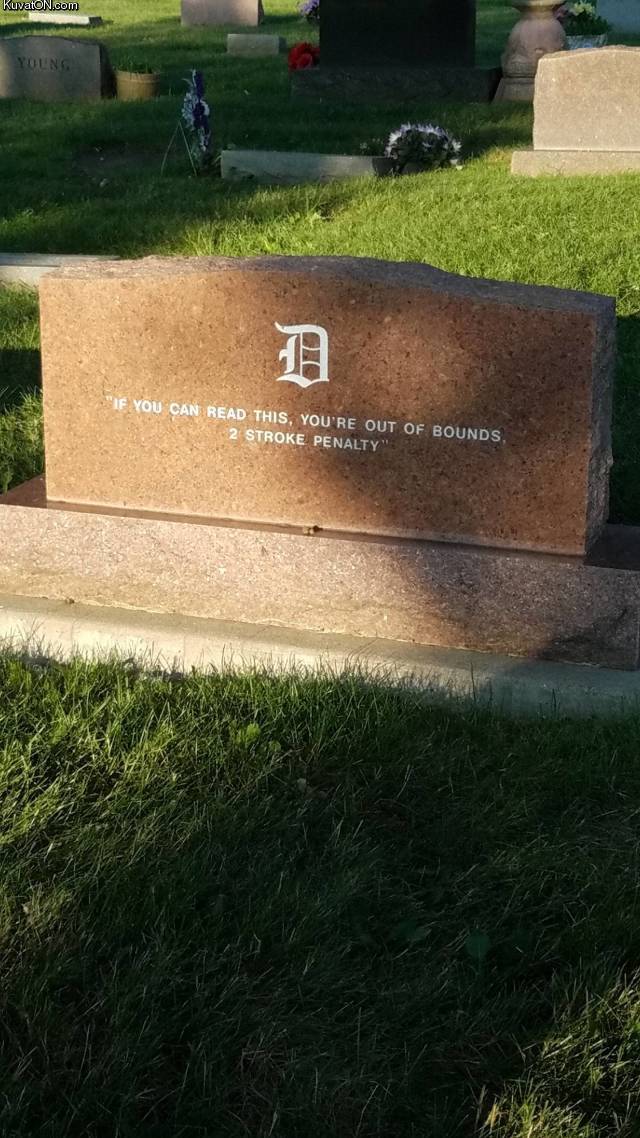 KuvatON.com
YOUNG
D
"IF YOU CAN READ THIS, YOU'RE OUT OF BOUNDS,
2 STROKE PENALTY"